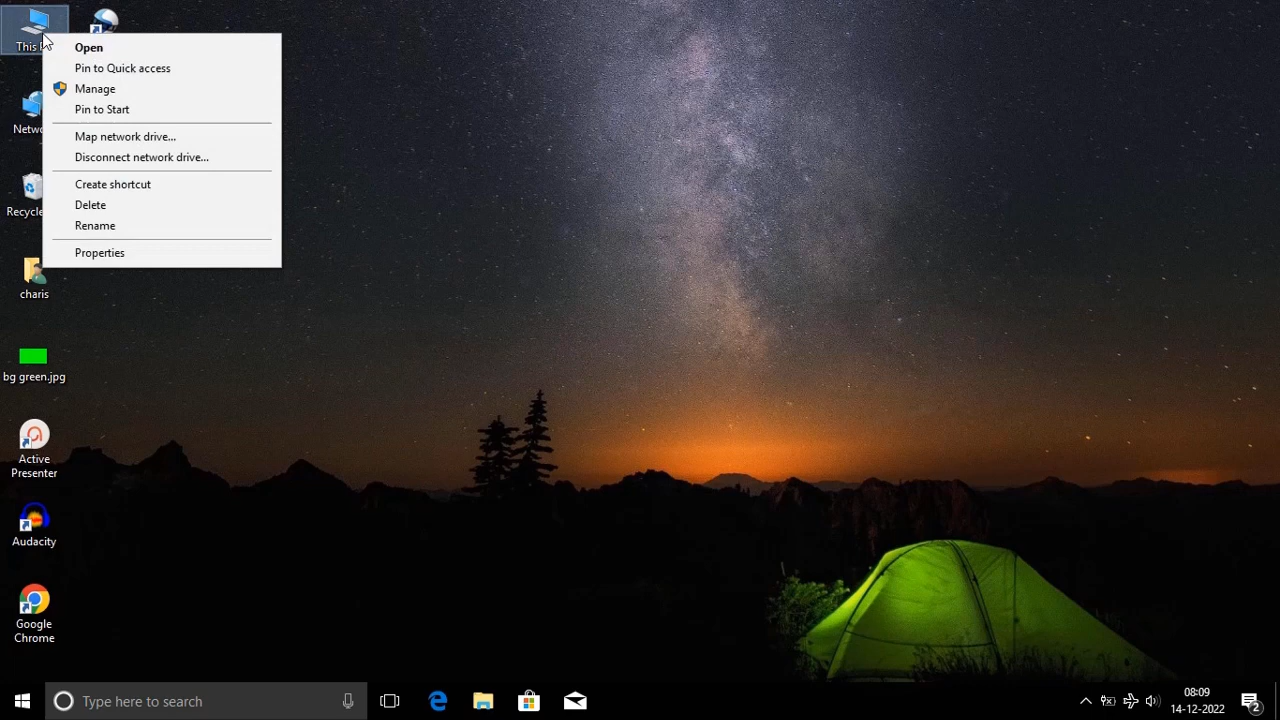 This
Open
Pin to Quick access
Manage
Pin to Start
Map network drive...
Disconnect network drive...
Create shortcut
Delete
Rename
Properties
Netwo
Recycle
charis
bg green.jpg
Active
Presenter
Audacity
Google
Chrome
Type here to search
08:09
14-12-2022
2